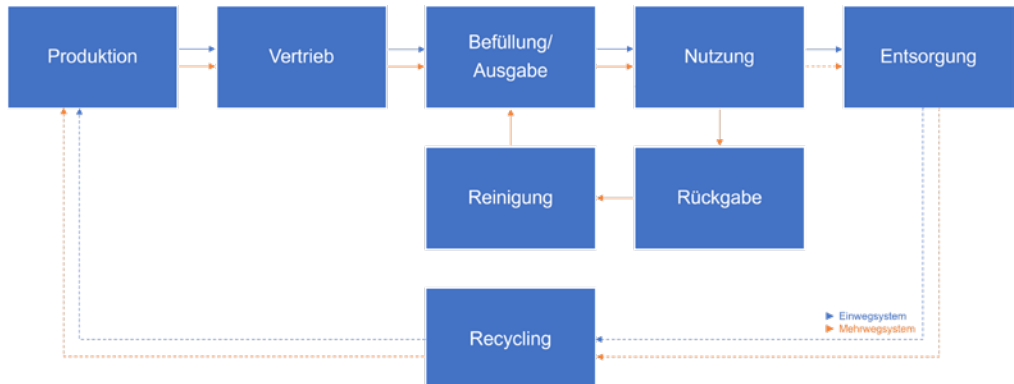 Produktion
Vertrieb
Befüllung/
Ausgabe
Nutzung
Entsorgung
Reinigung
Rückgabe
Recycling
Einwegsystem
Mehrwegsystem